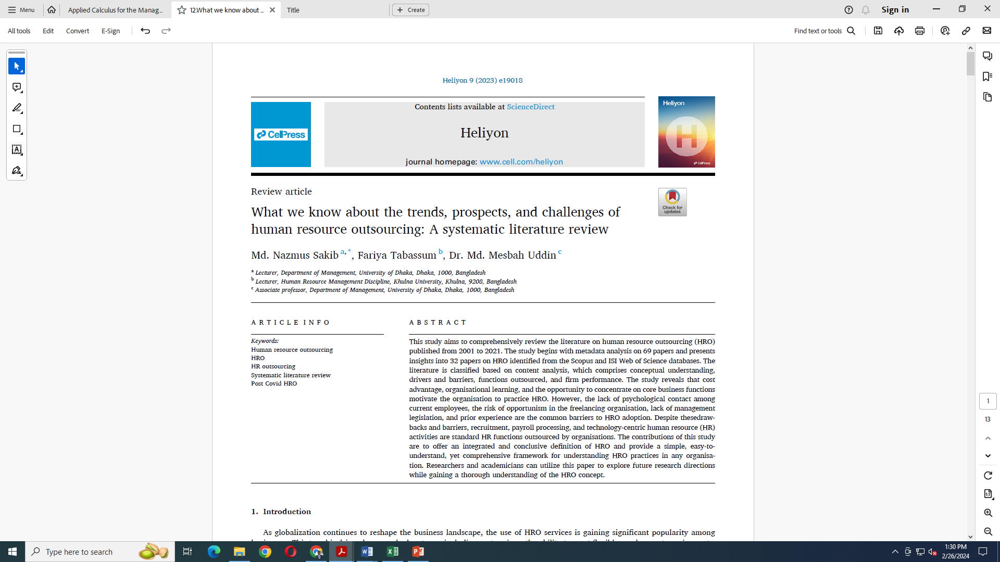 Menu
Applied Calculus for the Manag...
12.What we know about ...
Title
Create
Sign in
All tools
Edit
Convert
E-Sign
Find text or tools
Heliyon 9 (2023) e19018
CellPress
Contents lists available at ScienceDirect
Heliyon
journal homepage: www.cell.com/heliyon
Heliyon
H
CellPress
Review article
Check for
updates
What we know about the trends, prospects, and challenges of
human resource outsourcing: A systematic literature review
Md. Nazmus Sakib a,*, Fariya Tabassum b, Dr. Md. Mesbah Uddin c
a Lecturer, Department of Management, University of Dhaka, Dhaka, 1000, Bangladesh
b Lecturer, Human Resource Management Discipline, Khulna University, Khulna, 9208, Bangladesh
c Associate professor, Department of Management, University of Dhaka, Dhaka, 1000, Bangladesh
ARTICLE INFO
Keywords:
Human resource outsourcing
HRO
HR outsourcing
Systematic literature review
Post Covid HRO
ABSTRACT
This study aims to comprehensively review the literature on human resource outsourcing (HRO)
published from 2001 to 2021. The study begins with metadata analysis on 69 papers and presents
insights into 32 papers on HRO identified from the Scopus and ISI Web of Science databases. The
literature is classified based on content analysis, which comprises conceptual understanding,
drivers and barriers, functions outsourced, and firm performance. The study reveals that cost
advantage, organisational learning, and the opportunity to concentrate on core business functions
motivate the organisation to practice HRO. However, the lack of psychological contact among
current employees, the risk of opportunism in the freelancing organisation, lack of management
legislation, and prior experience are the common barriers to HRO adoption. Despite thesedraw-
backs and barriers, recruitment, payroll processing, and technology-centric human resource (HR)
activities are standard HR functions outsourced by organisations. The contributions of this study
are to offer an integrated and conclusive definition of HRO and provide a simple, easy-to-
understand, yet comprehensive framework for understanding HRO practices in any organisa-
tion. Researchers and academicians can utilize this paper to explore future research directions
while gaining a thorough understanding of the HRO concept.
1. Introduction
As globalization continues to reshape the business landscape, the use of HRO services is gaining significant popularity among
1
13
Type here to search
1:30 PM
2/26/2024